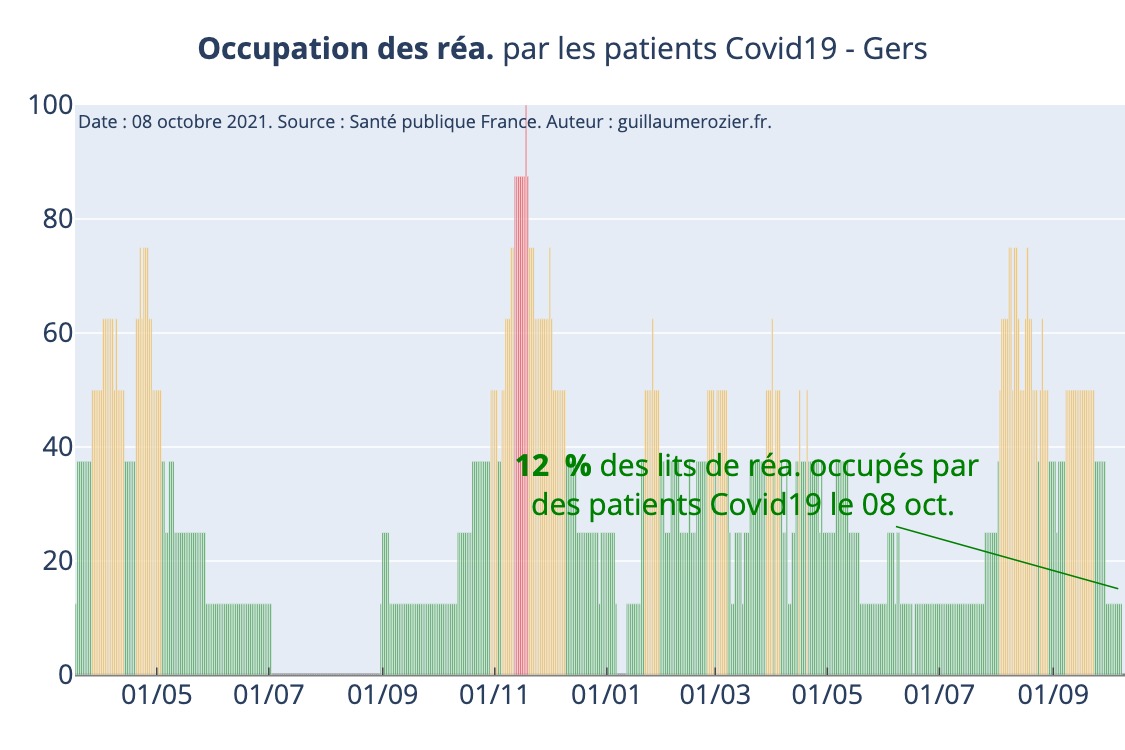 Occupation des réa. par les patients Covid19 - Gers
100
Date : 08 octobre 2021. Source : Santé publique France. Auteur : guillaumerozier.fr.
80
60
40
12 % des lits de réa. occupés par
des patients Covid19 le 08 oct.
20
0
01/05 01/07 01/09 01/11 01/01 01/03 01/05 01/07 01/09